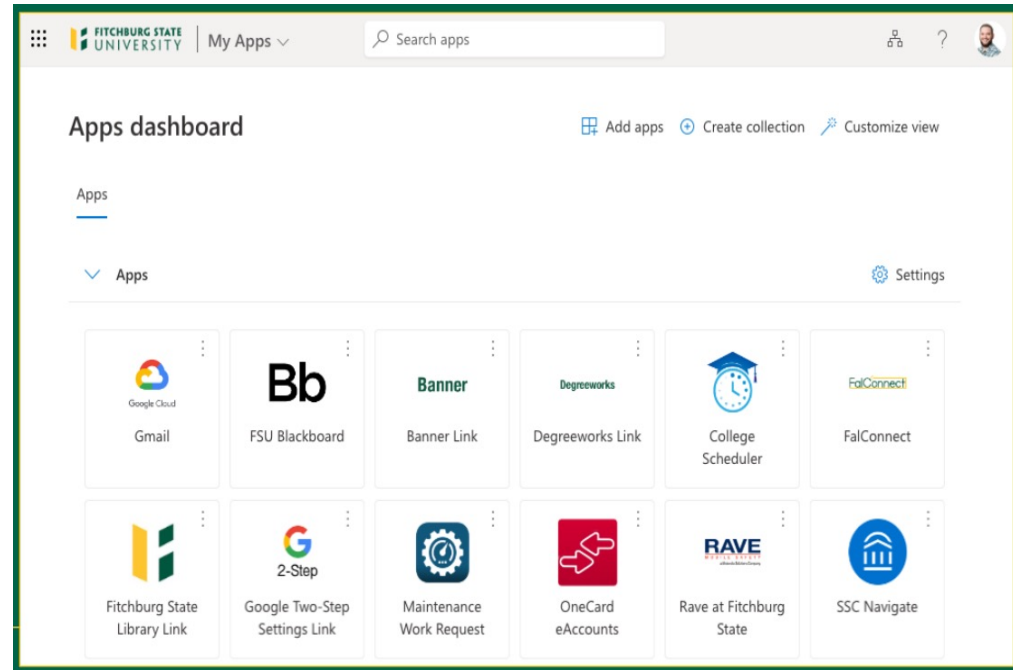 FITCHBURG STATE
UNIVERSITY
My Apps
Search apps
?
Apps dashboard
Add apps
Create collection
Customize view
Apps
Apps
Settings
Google Cloud
Gmail
Bb
FSU Blackboard
Banner
Banner Link
Degreeworks
Degreeworks Link
College
Scheduler
FalConnect
FalConnect
Fitchburg State
Library Link
G
2-Step
Google Two-Step
Settings Link
Maintenance
Work Request
OneCard
eAccounts
RAVE
MOBILE SAFETY
Rave at Fitchburg
State
SSC Navigate